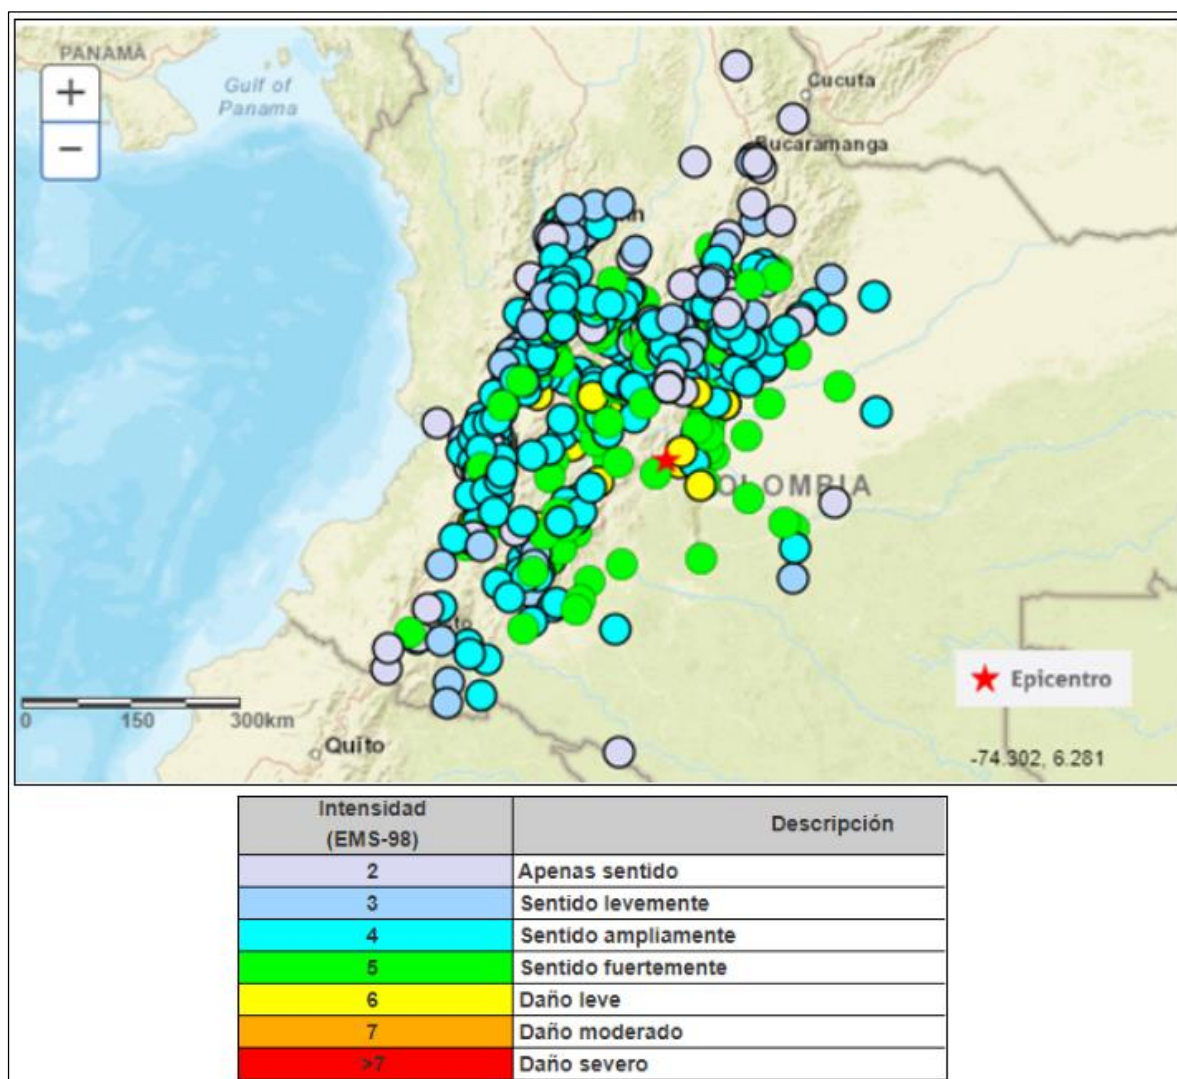 PANAMÁ
+
−
Gulf of
Panama
Cucuta
Bucaramanga
COLOMBIA
Epicentro
0 150 300km
Quito
-74.302, 6.281
Intensidad
(EMS-98)
Descripción
2 Apenas sentido
3 Sentido levemente
4 Sentido ampliamente
5 Sentido fuertemente
6 Daño leve
7 Daño moderado
>7 Daño severo